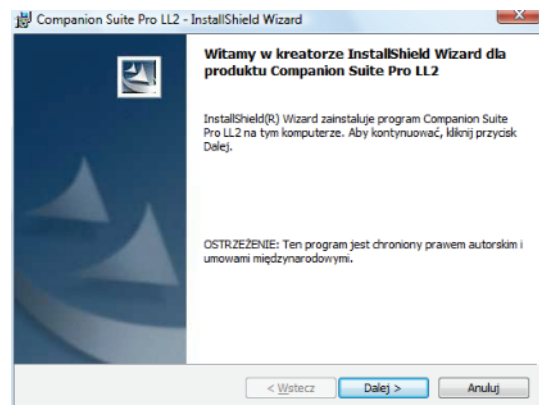 Companion Suite Pro LL2 - InstallShield Wizard
Witamy w kreatorze InstallShield Wizard dla
produktu Companion Suite Pro LL2
InstallShield(R) Wizard zainstaluje program Companion Suite
Pro LL2 na tym komputerze. Aby kontynuować, kliknij przycisk
Dalej.
OSTRZEŻENIE: Ten program jest chroniony prawem autorskim i
umowami międzynarodowymi.
< Wstecz
Dalej >
Anuluj